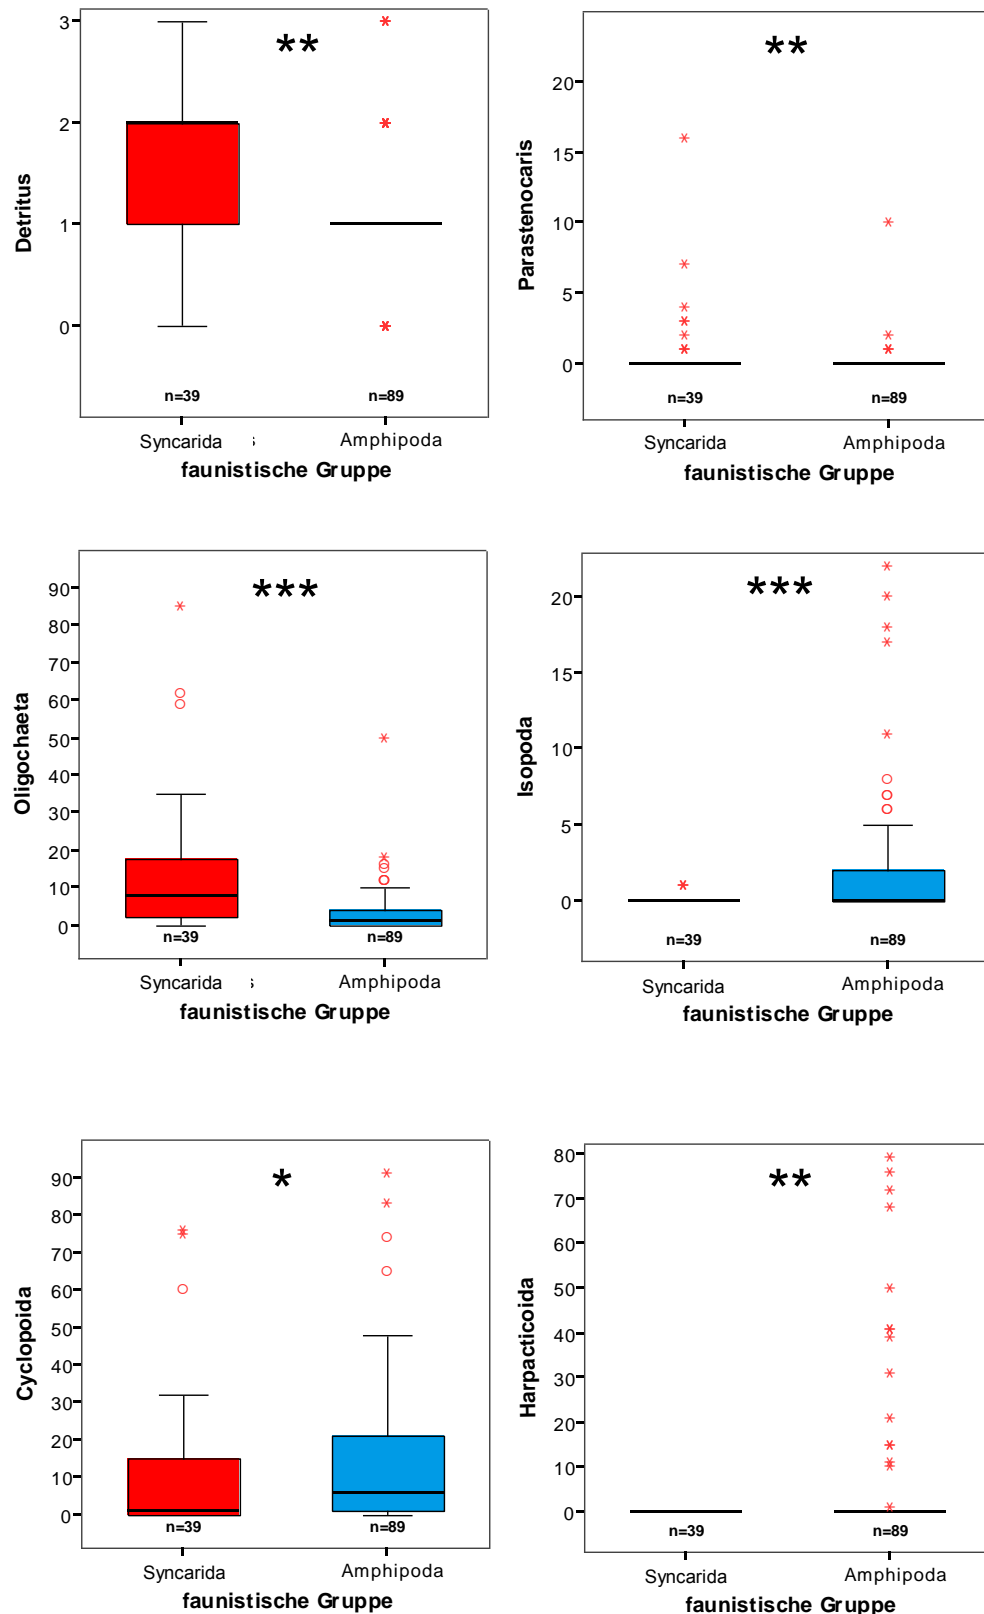 3
2
1
0
Detritus
**
n=39 n=89
Syncarida s Amphipoda
faunistische Gruppe
20
15
10
5
0
Parastenocaris
**
n=39 n=89
Syncarida Amphipoda
faunistische Gruppe
90
80
70
60
50
40
30
20
10
0
Oligochaeta
***
n=39 n=89
Syncarida s Amphipoda
faunistische Gruppe
20
15
10
5
0
Isopoda
***
n=39 n=89
Syncarida Amphipoda
faunistische Gruppe
90
80
70
60
50
40
30
20
10
0
Cyclopoida
*
n=39 n=89
Syncarida Amphipoda
faunistische Gruppe
80
70
60
50
40
30
20
10
0
Harpacticoida
**
n=39 n=89
Syncarida Amphipoda
faunistische Gruppe